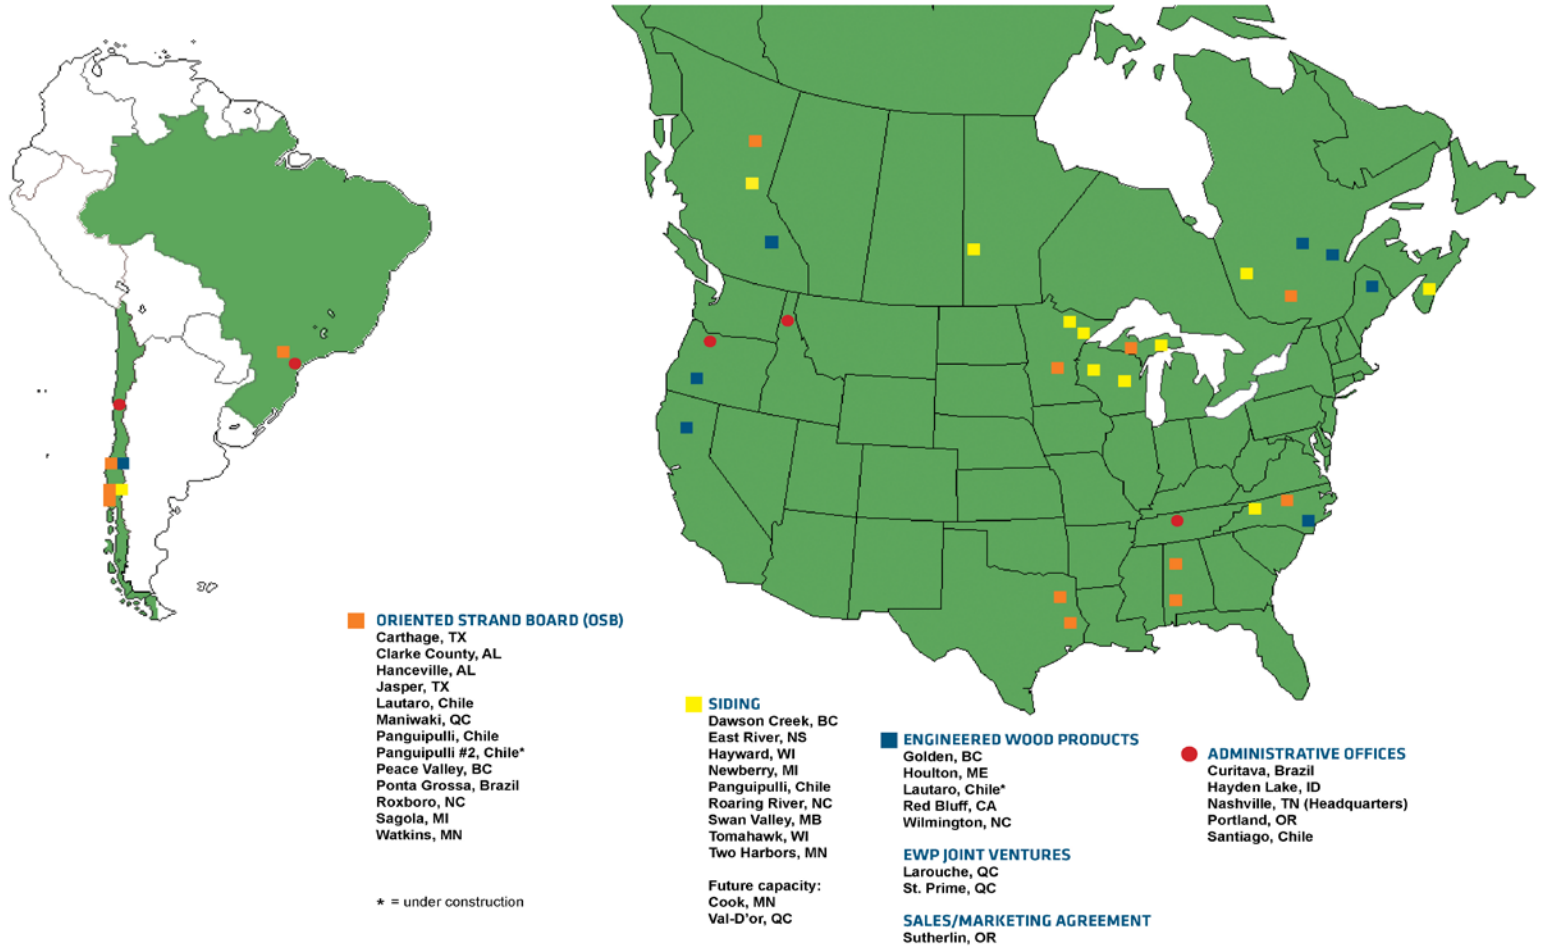 ORIENTED STRAND BOARD (OSB)
Carthage, TX
Clarke County, AL
Hanceville, AL
Jasper, TX
Lautaro, Chile
Maniwaki, QC
Panguipulli, Chile
Panguipulli #2, Chile*
Peace Valley, BC
Ponta Grossa, Brazil
Roxboro, NC
Sagola, MI
Watkins, MN
* = under construction
SIDING
Dawson Creek, BC
East River, NS
Hayward, WI
Newberry, MI
Panguipulli, Chile
Roaring River, NC
Swan Valley, MB
Tomahawk, WI
Two Harbors, MN
Future capacity:
Cook, MN
Val-D'or, QC
ENGINEERED WOOD PRODUCTS
Golden, BC
Houlton, ME
Lautaro, Chile*
Red Bluff, CA
Wilmington, NC
EWP JOINT VENTURES
Larouche, QC
St. Prime, QC
SALES/MARKETING AGREEMENT
Sutherlin, OR
ADMINISTRATIVE OFFICES
Curitava, Brazil
Hayden Lake, ID
Nashville, TN (Headquarters)
Portland, OR
Santiago, Chile